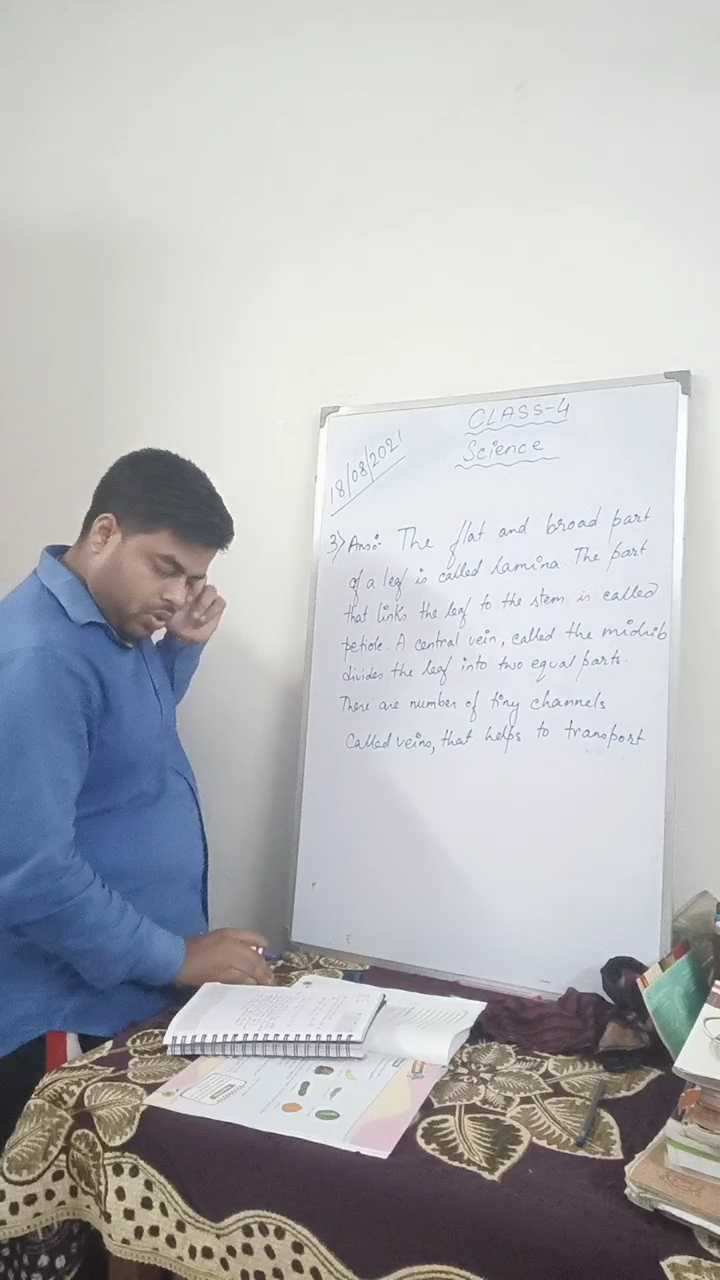 CLASS-4
Science
18/08/2021
3) Ans:- The flat and broad part
of a leaf is called Lamina. The part
that links the leaf to the stem is called
petiole. A central vein, called the midrib
divides the leaf into two equal parts.
There are number of tiny channels
Called veins, that helps to transport